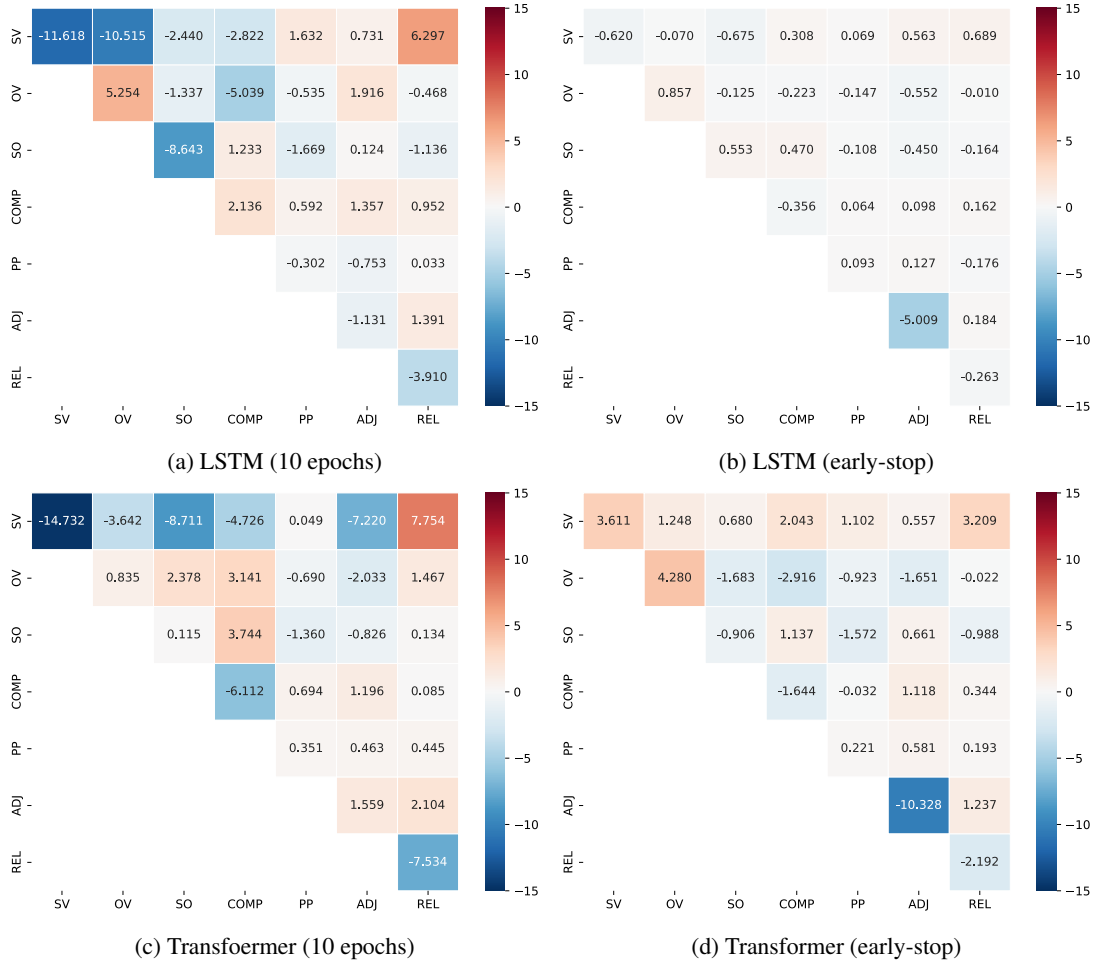 SV -11.618 -10.515 -2.440 -2.822 1.632 0.731 6.297
OV 5.254 -1.337 -5.039 -0.535 1.916 -0.468
SO -8.643 1.233 -1.669 0.124 -1.136
COMP 2.136 0.592 1.357 0.952
PP -0.302 -0.753 0.033
ADJ -1.131 1.391
REL -3.910
SV OV SO COMP PP ADJ REL
15
10
5
0
−5
−10
−15
(a) LSTM (10 epochs)
SV -0.620 -0.070 -0.675 0.308 0.069 0.563 0.689
OV 0.857 -0.125 -0.223 -0.147 -0.552 -0.010
SO 0.553 0.470 -0.108 -0.450 -0.164
COMP -0.356 0.064 0.098 0.162
PP 0.093 0.127 -0.176
ADJ -5.009 0.184
REL -0.263
SV OV SO COMP PP ADJ REL
15
10
5
0
−5
−10
−15
(b) LSTM (early-stop)
SV -14.732 -3.642 -8.711 -4.726 0.049 -7.220 7.754
OV 0.835 2.378 3.141 -0.690 -2.033 1.467
SO 0.115 3.744 -1.360 -0.826 0.134
COMP -6.112 0.694 1.196 0.085
PP 0.351 0.463 0.445
ADJ 1.559 2.104
REL -7.534
SV OV SO COMP PP ADJ REL
15
10
5
0
−5
−10
−15
(c) Transfoermer (10 epochs)
SV 3.611 1.248 0.680 2.043 1.102 0.557 3.209
OV 4.280 -1.683 -2.916 -0.923 -1.651 -0.022
SO -0.906 1.137 -1.572 0.661 -0.988
COMP -1.644 -0.032 1.118 0.344
PP 0.221 0.581 0.193
ADJ -10.328 1.237
REL -2.192
SV OV SO COMP PP ADJ REL
15
10
5
0
−5
−10
−15
(d) Transformer (early-stop)